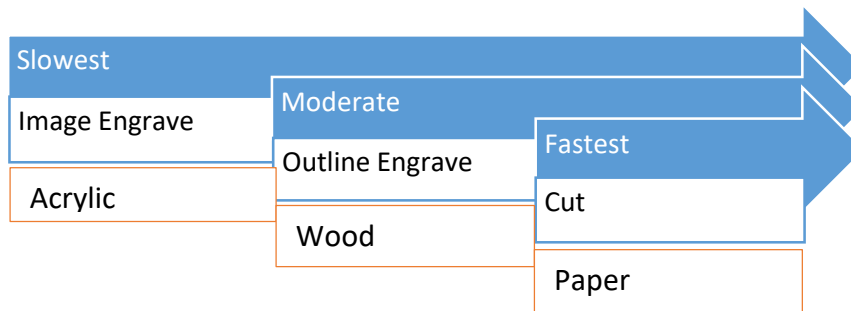 Slowest
Image Engrave
Acrylic
Moderate
Outline Engrave
Wood
Fastest
Cut
Paper